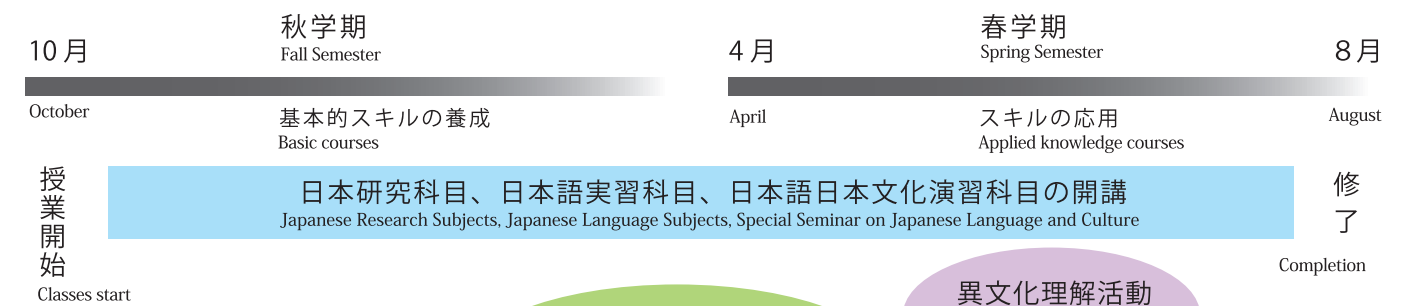 秋学期
Fall Semester
春学期
Spring Semester
10 月
4 月
8 月
October
基本的スキルの養成
Basic courses
April
スキルの応用
Applied knowledge courses
August
授業開始
Classes start
日本研究科目、日本語実習科目、日本語日本文化演習科目の開講
Japanese Research Subjects, Japanese Language Subjects, Special Seminar on Japanese Language and Culture
修了
Completion
異文化理解活動